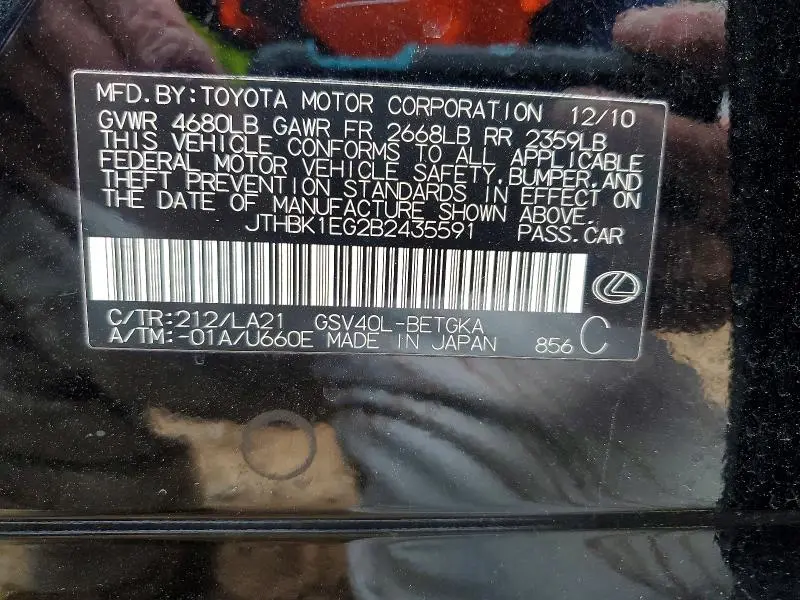 MFD.BY:TOYOTA MOTOR CORPORATION 12/10
GVWR 4680LB GAWR FR 2668LB RR 2359LB
THIS VEHICLE CONFORMS TO ALL APPLICABLE
FEDERAL MOTOR VEHICLE SAFETY,BUMPER,AND
THEFT PREVENTION STANDARDS IN EFFECT ON
THE DATE OF MANUFACTURE SHOWN ABOVE.
JTHBK1EG2B2435591 PASS.CAR
C/TR:212/LA21 GSV40L-BETGKA
A/TM:-01A/U660E MADE IN JAPAN 856 C